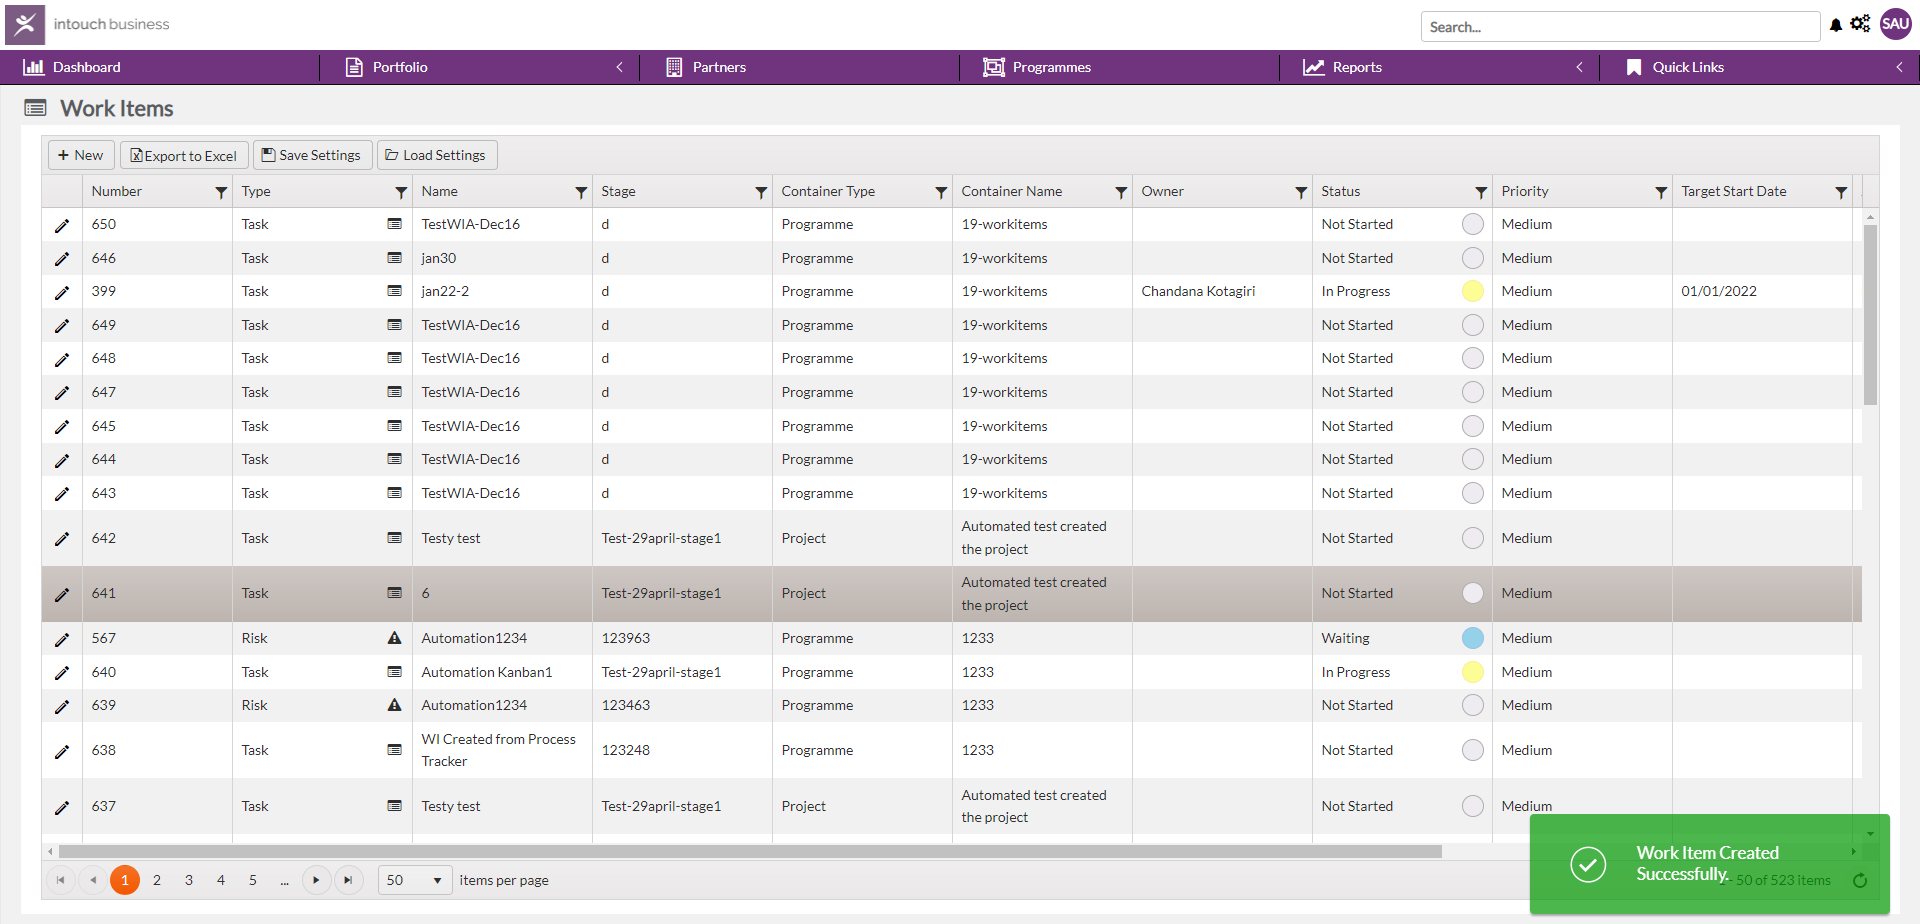 intouch business
Search...
SAU
Dashboard
Portfolio
Partners
Programmes
Reports
Quick Links
Work Items
New
Export to Excel
Save Settings
Load Settings
Number Type Name Stage Container Type Container Name Owner Status Priority Target Start Date
650 Task TestWIA-Dec16 d Programme 19-workitems Not Started Medium
646 Task jan30 d Programme 19-workitems Not Started Medium
399 Task jan22-2 d Programme 19-workitems Chandana Kotagiri In Progress Medium 01/01/2022
649 Task TestWIA-Dec16 d Programme 19-workitems Not Started Medium
648 Task TestWIA-Dec16 d Programme 19-workitems Not Started Medium
647 Task TestWIA-Dec16 d Programme 19-workitems Not Started Medium
645 Task TestWIA-Dec16 d Programme 19-workitems Not Started Medium
644 Task TestWIA-Dec16 d Programme 19-workitems Not Started Medium
643 Task TestWIA-Dec16 d Programme 19-workitems Not Started Medium
642 Task Testy test Test-29april-stage1 Project Automated test created Not Started Medium
the project
641 Task 6 Test-29april-stage1 Project Automated test created Not Started Medium
the project
567 Risk Automation1234 123963 Programme 1233 Waiting Medium
640 Task Automation Kanban1 Test-29april-stage1 Programme 1233 In Progress Medium
639 Risk Automation1234 123463 Programme 1233 Not Started Medium
638 Task WI Created from Process 123248 Programme 1233 Not Started Medium
Tracker
637 Task Testy test Test-29april-stage1 Project Automated test created Not Started Medium
the project
1 2 3 4 5 ... 50 items per page
Work Item Created
Successfully.
- 50 of 523 items